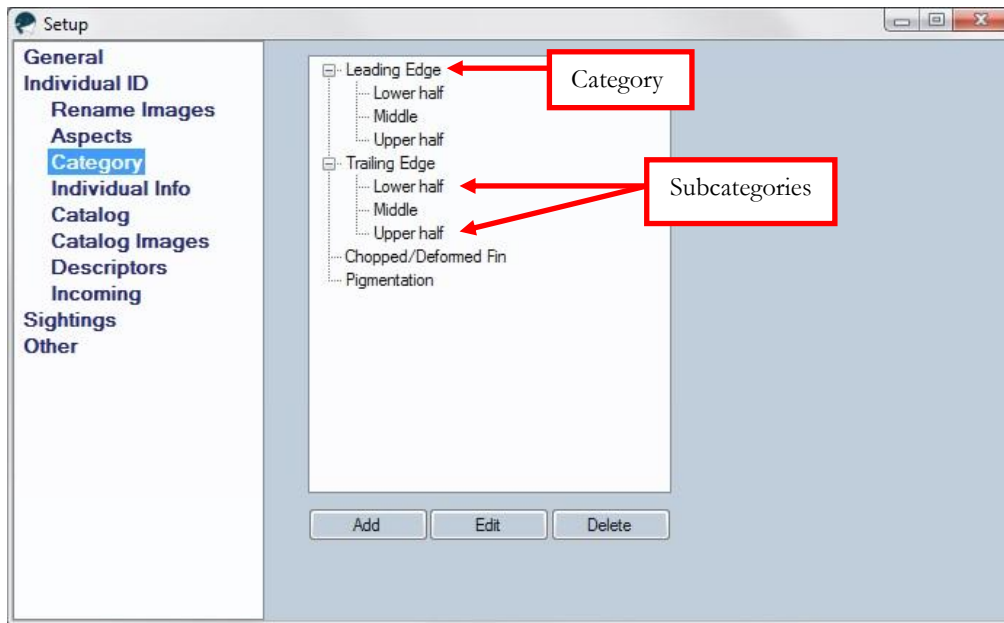 Setup
General
Individual ID
Rename Images
Aspects
Category
Individual Info
Catalog
Catalog Images
Descriptors
Incoming
Sightings
Other
Leading Edge
Lower half
Middle
Upper half
Trailing Edge
Lower half
Middle
Upper half
Chopped/Deformed Fin
Pigmentation
Category
Subcategories
Add
Edit
Delete